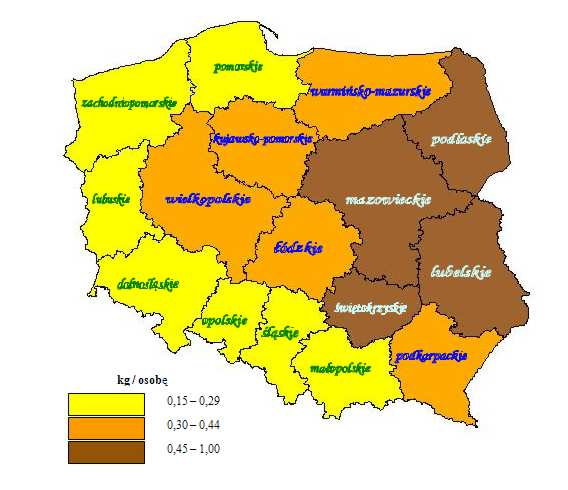 pomorskie
warmińsko-mazurskie
zachodniopomorskie
kujawsko-pomorskie
podlaskie
lubuskie
wielkopolskie
mazowieckie
łódzkie
lubelskie
dolnośląskie
świętokrzyskie
opolskie
śląskie
podkarpackie
małopolskie
kg / osobę
0,15 – 0,29
0,30 – 0,44
0,45 – 1,00